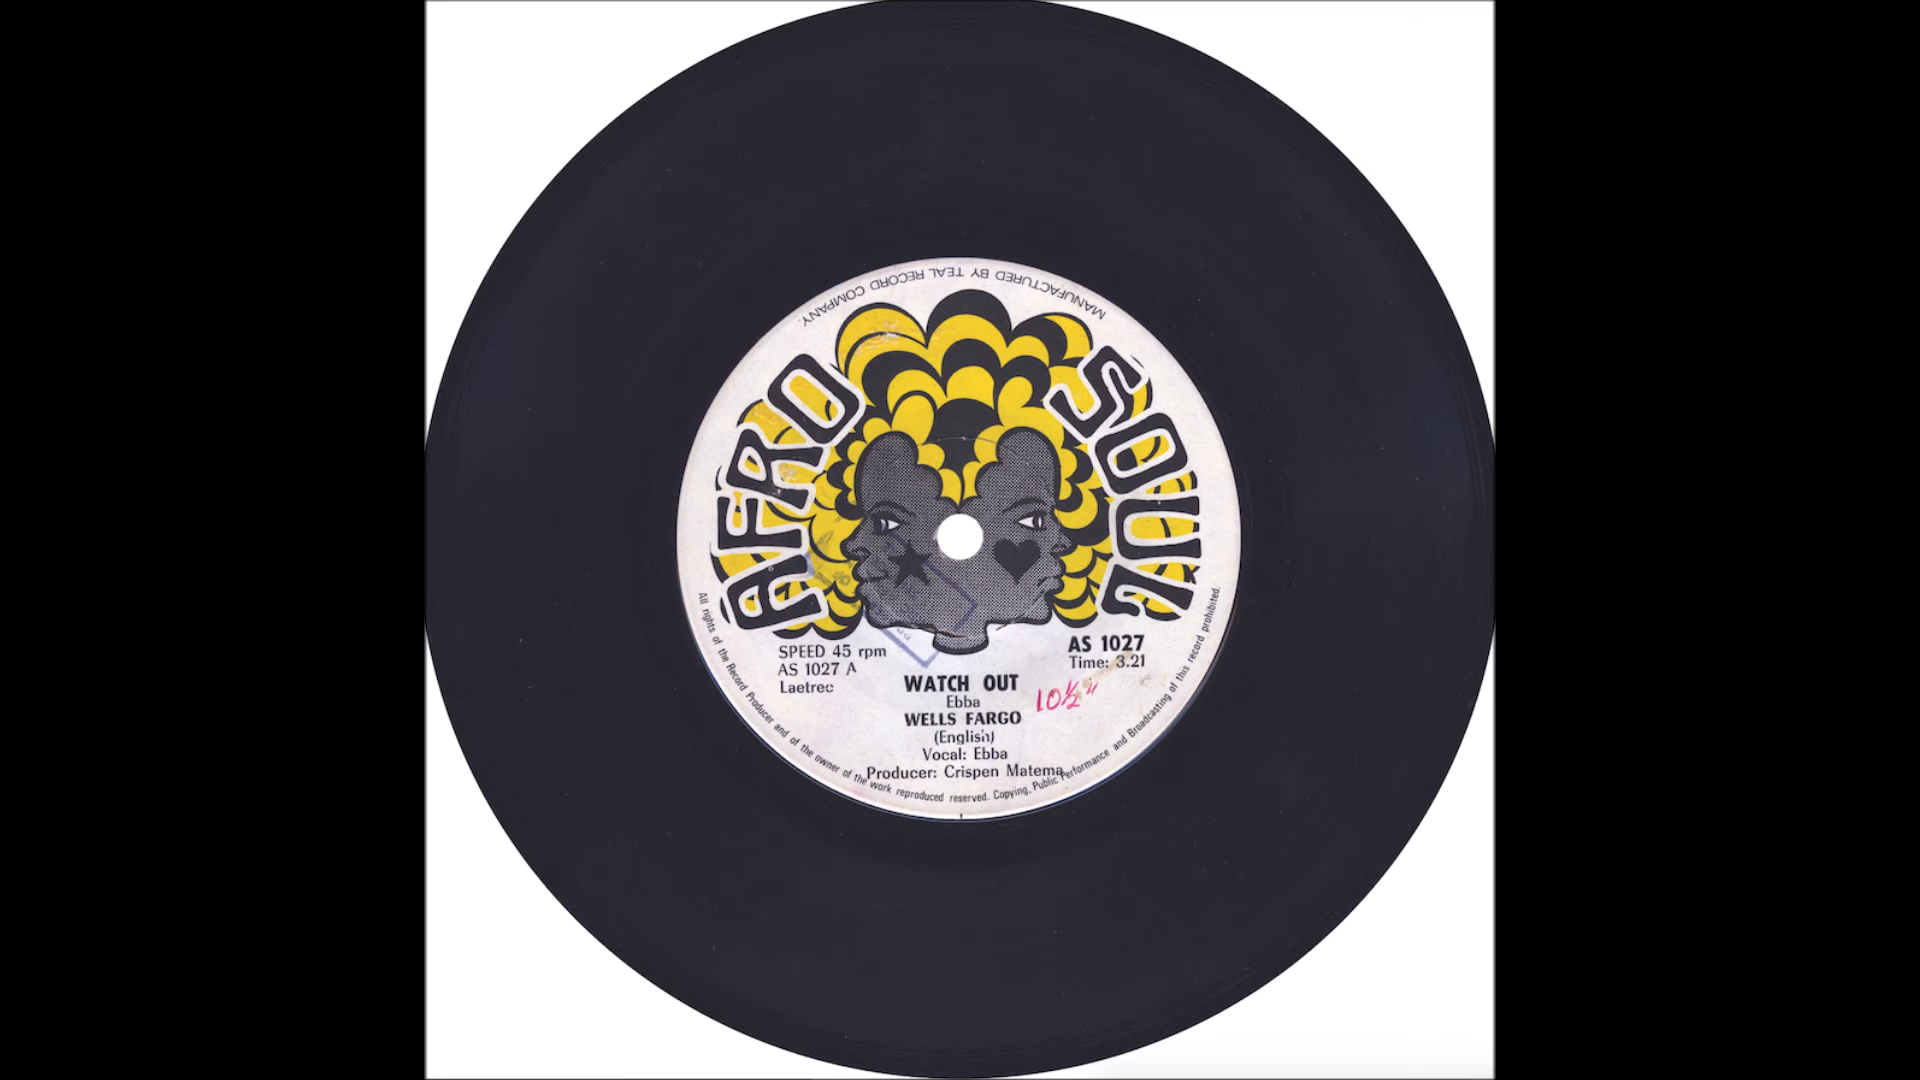 MANUFACTURED BY TEAL RECORD COMPANY.
AFRO SOUL
SPEED 45 rpm
AS 1027 A
Laetrec
AS 1027
Time: 3.21
10½"
WATCH OUT
Ebba
WELLS FARGO
(English)
Vocal: Ebba
Producer: Crispen Matema
All rights of the Record Producer and of the owner of the work reproduced reserved. Copying, Public Performance and Broadcasting of this record prohibited.